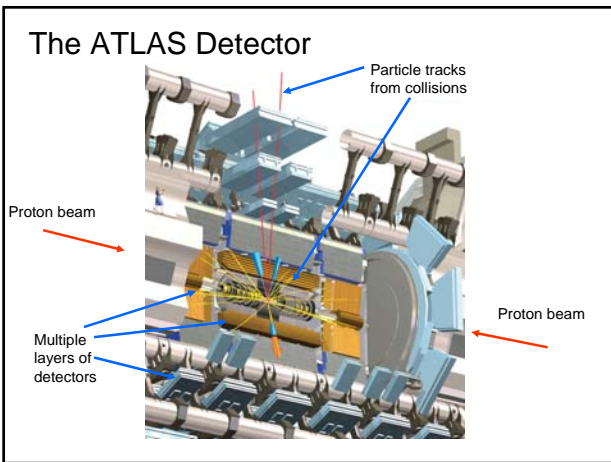 The ATLAS Detector
Particle tracks
from collisions
Proton beam
Proton beam
Multiple
layers of
detectors